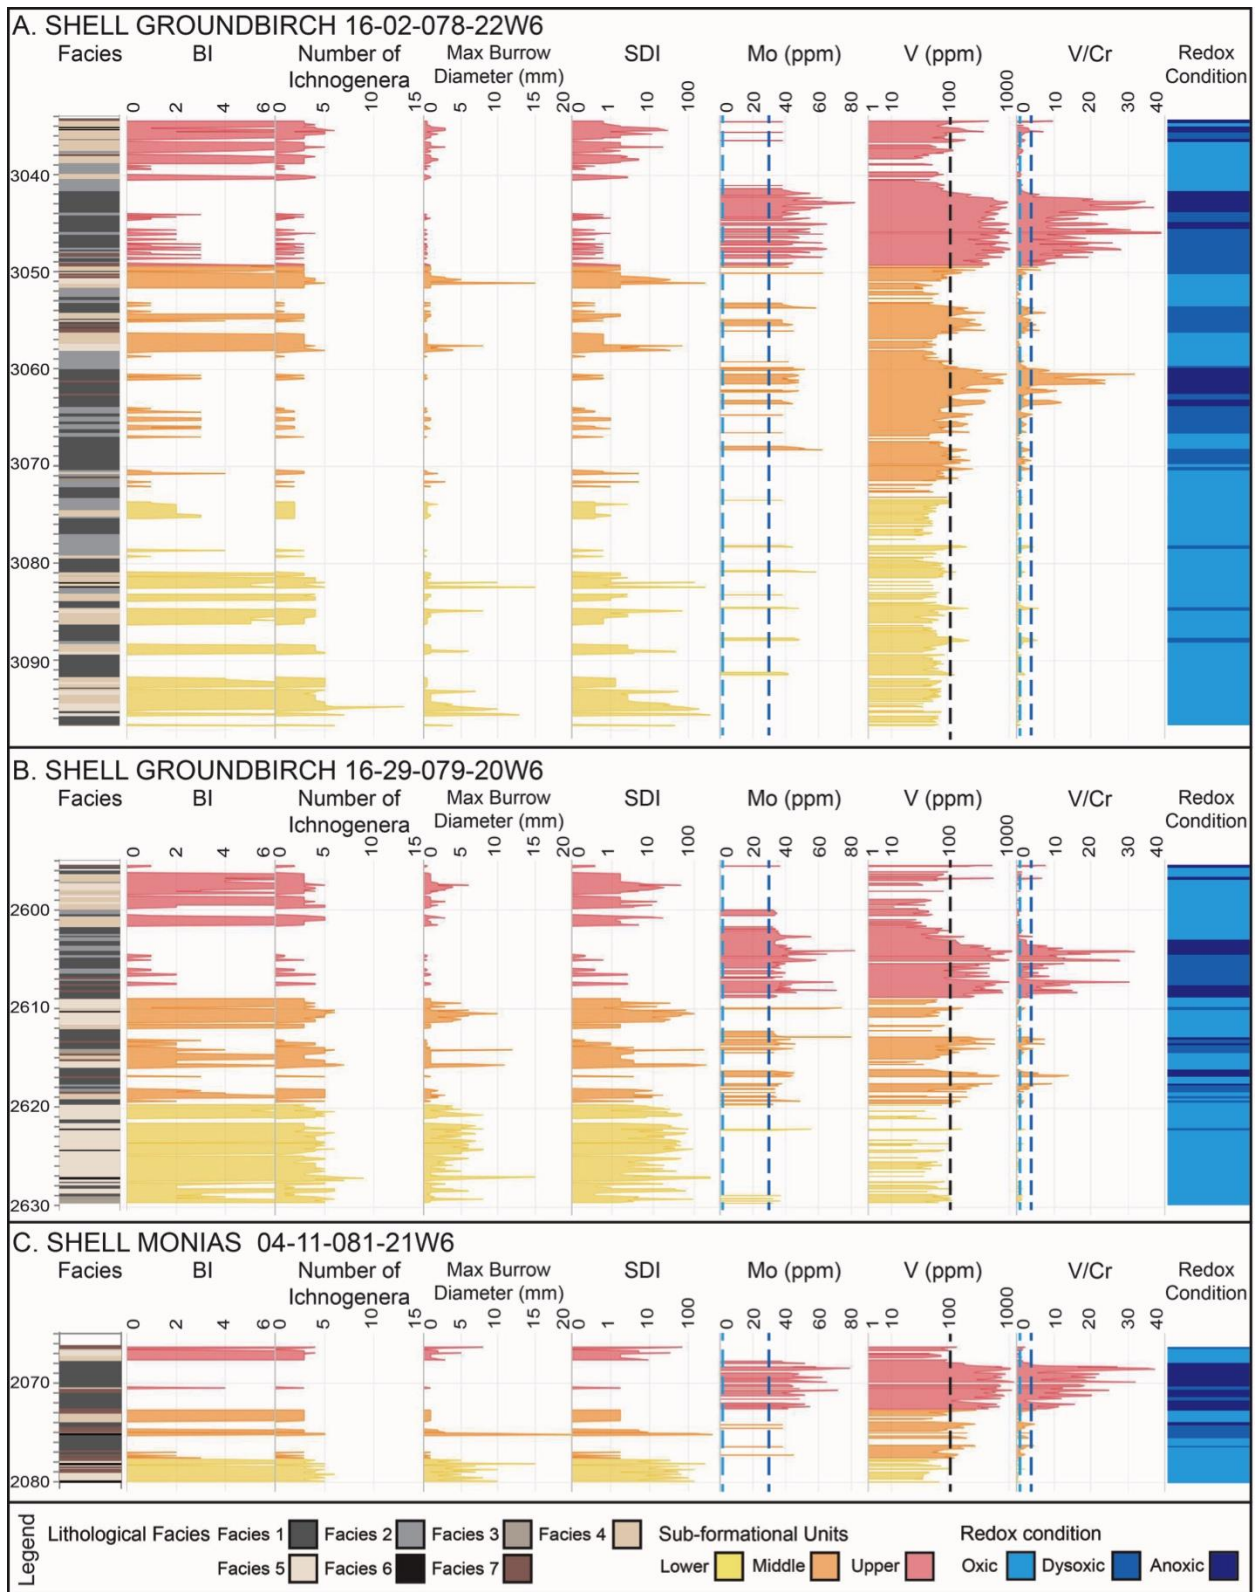 A. SHELL GROUNDBIRCH 16-02-078-22W6
Facies BI Number of Ichnogenera Max Burrow Diameter (mm) SDI Mo (ppm) V (ppm) V/Cr Redox Condition
0 2 4 6 0 5 10 15 0 5 10 15 20 0 1 10 100 0 20 40 60 80 1 10 100 1000 0 10 20 30 40
3040
3050
3060
3070
3080
3090
B. SHELL GROUNDBIRCH 16-29-079-20W6
Facies BI Number of Ichnogenera Max Burrow Diameter (mm) SDI Mo (ppm) V (ppm) V/Cr Redox Condition
0 2 4 6 0 5 10 15 0 5 10 15 20 0 1 10 100 0 20 40 60 80 1 10 100 1000 0 10 20 30 40
2600
2610
2620
2630
C. SHELL MONIAS 04-11-081-21W6
Facies BI Number of Ichnogenera Max Burrow Diameter (mm) SDI Mo (ppm) V (ppm) V/Cr Redox Condition
0 2 4 6 0 5 10 15 0 5 10 15 20 0 1 10 100 0 20 40 60 80 1 10 100 1000 0 10 20 30 40
2070
2080
Legend
Lithological Facies Facies 1 Facies 2 Facies 3 Facies 4
Facies 5 Facies 6 Facies 7
Sub-formational Units
Lower Middle Upper
Redox condition
Oxic Dysoxic Anoxic